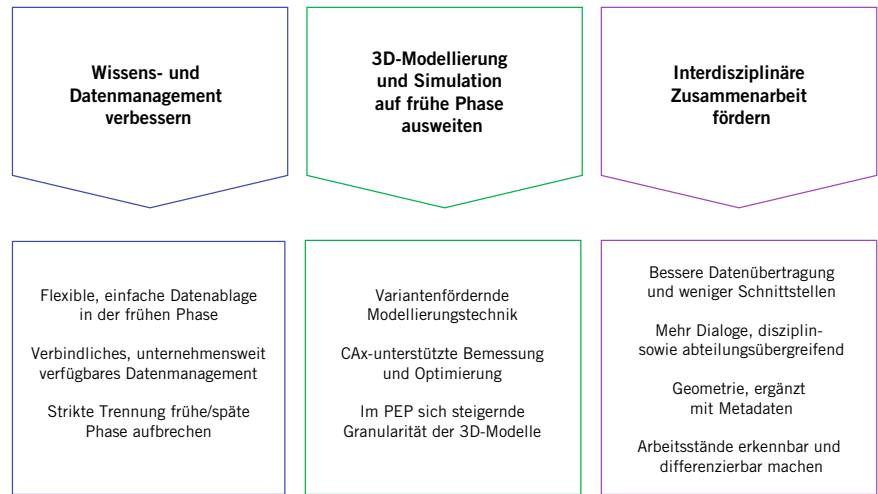 Wissens- und
Datenmanagement
verbessern
3D-Modellierung
und Simulation
auf frühe Phase
ausweiten
Interdisziplinäre
Zusammenarbeit
fördern
Flexible, einfache Datenablage
in der frühen Phase
Verbindliches, unternehmensweit
verfügbares Datenmanagement
Strikte Trennung frühe/späte
Phase aufbrechen
Variantenfördernde
Modellierungstechnik
CAx-unterstützte Bemessung
und Optimierung
Im PEP sich steigernde
Granularität der 3D-Modelle
Bessere Datenübertragung
und weniger Schnittstellen
Mehr Dialoge, disziplin-
sowie abteilungsübergreifend
Geometrie, ergänzt
mit Metadaten
Arbeitsstände erkennbar und
differenzierbar machen